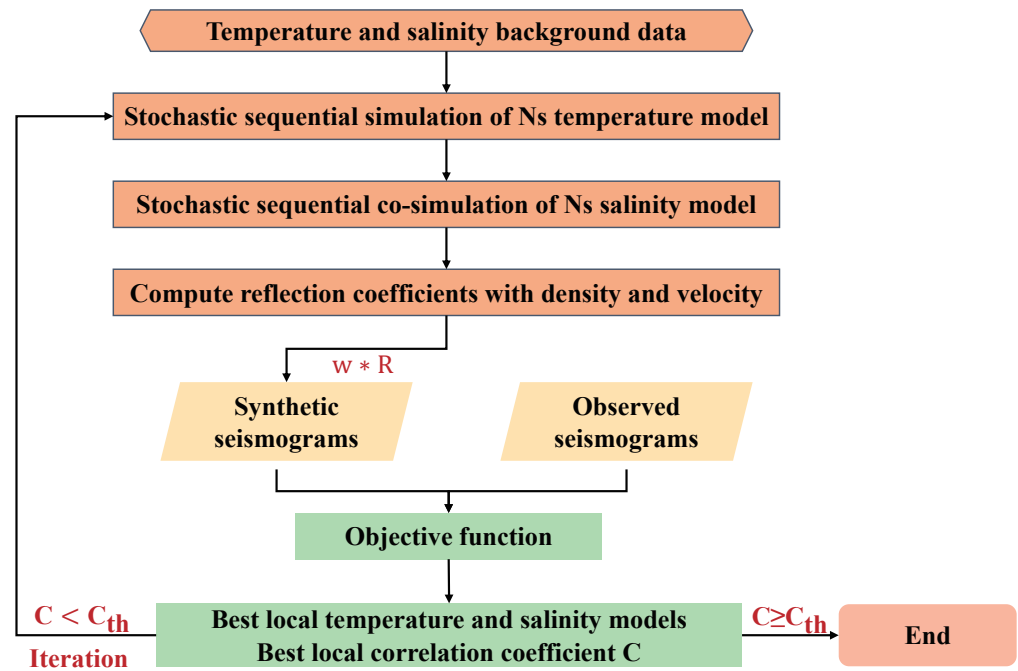 Temperature and salinity background data
Stochastic sequential simulation of Ns temperature model
Stochastic sequential co-simulation of Ns salinity model
Compute reflection coefficients with density and velocity
w ∗ R
Synthetic
seismograms
Observed
seismograms
Objective function
C < C_th
Iteration
Best local temperature and salinity models
Best local correlation coefficient C
C≥C_th
End